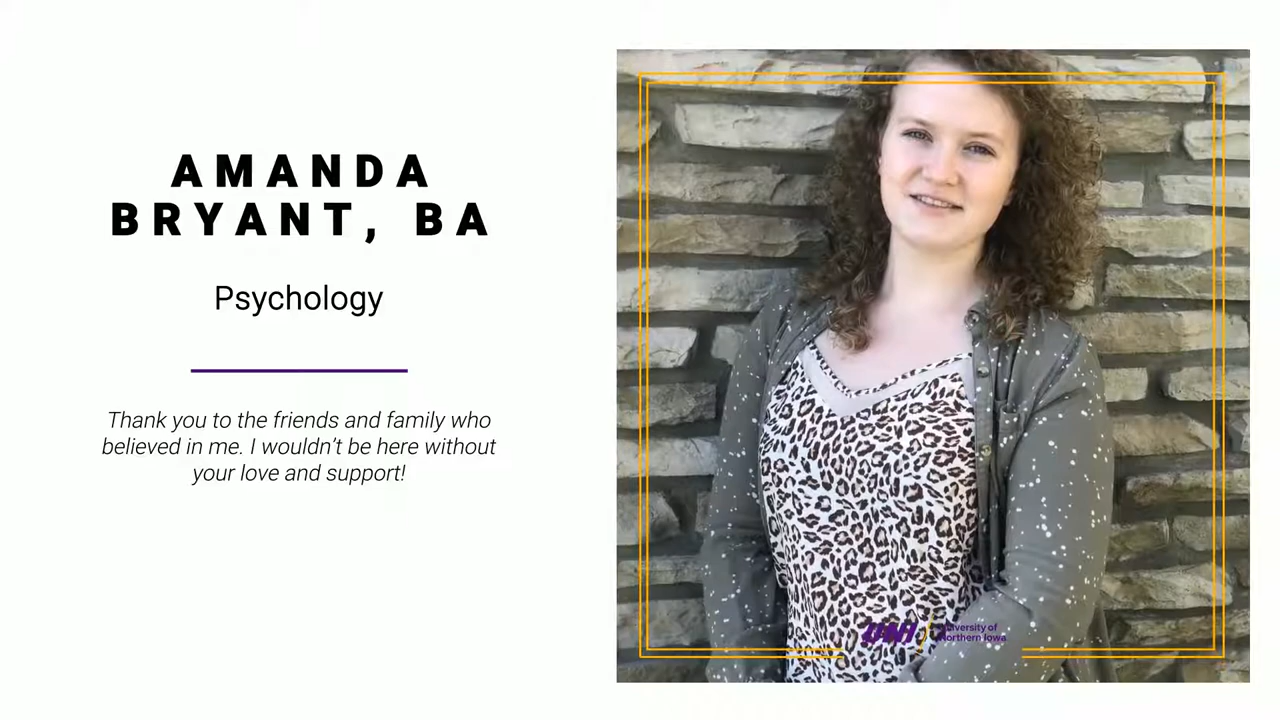 AMANDA
BRYANT, BA
Psychology
Thank you to the friends and family who
believed in me. I wouldn’t be here without
your love and support!
UNI University of
Northern Iowa